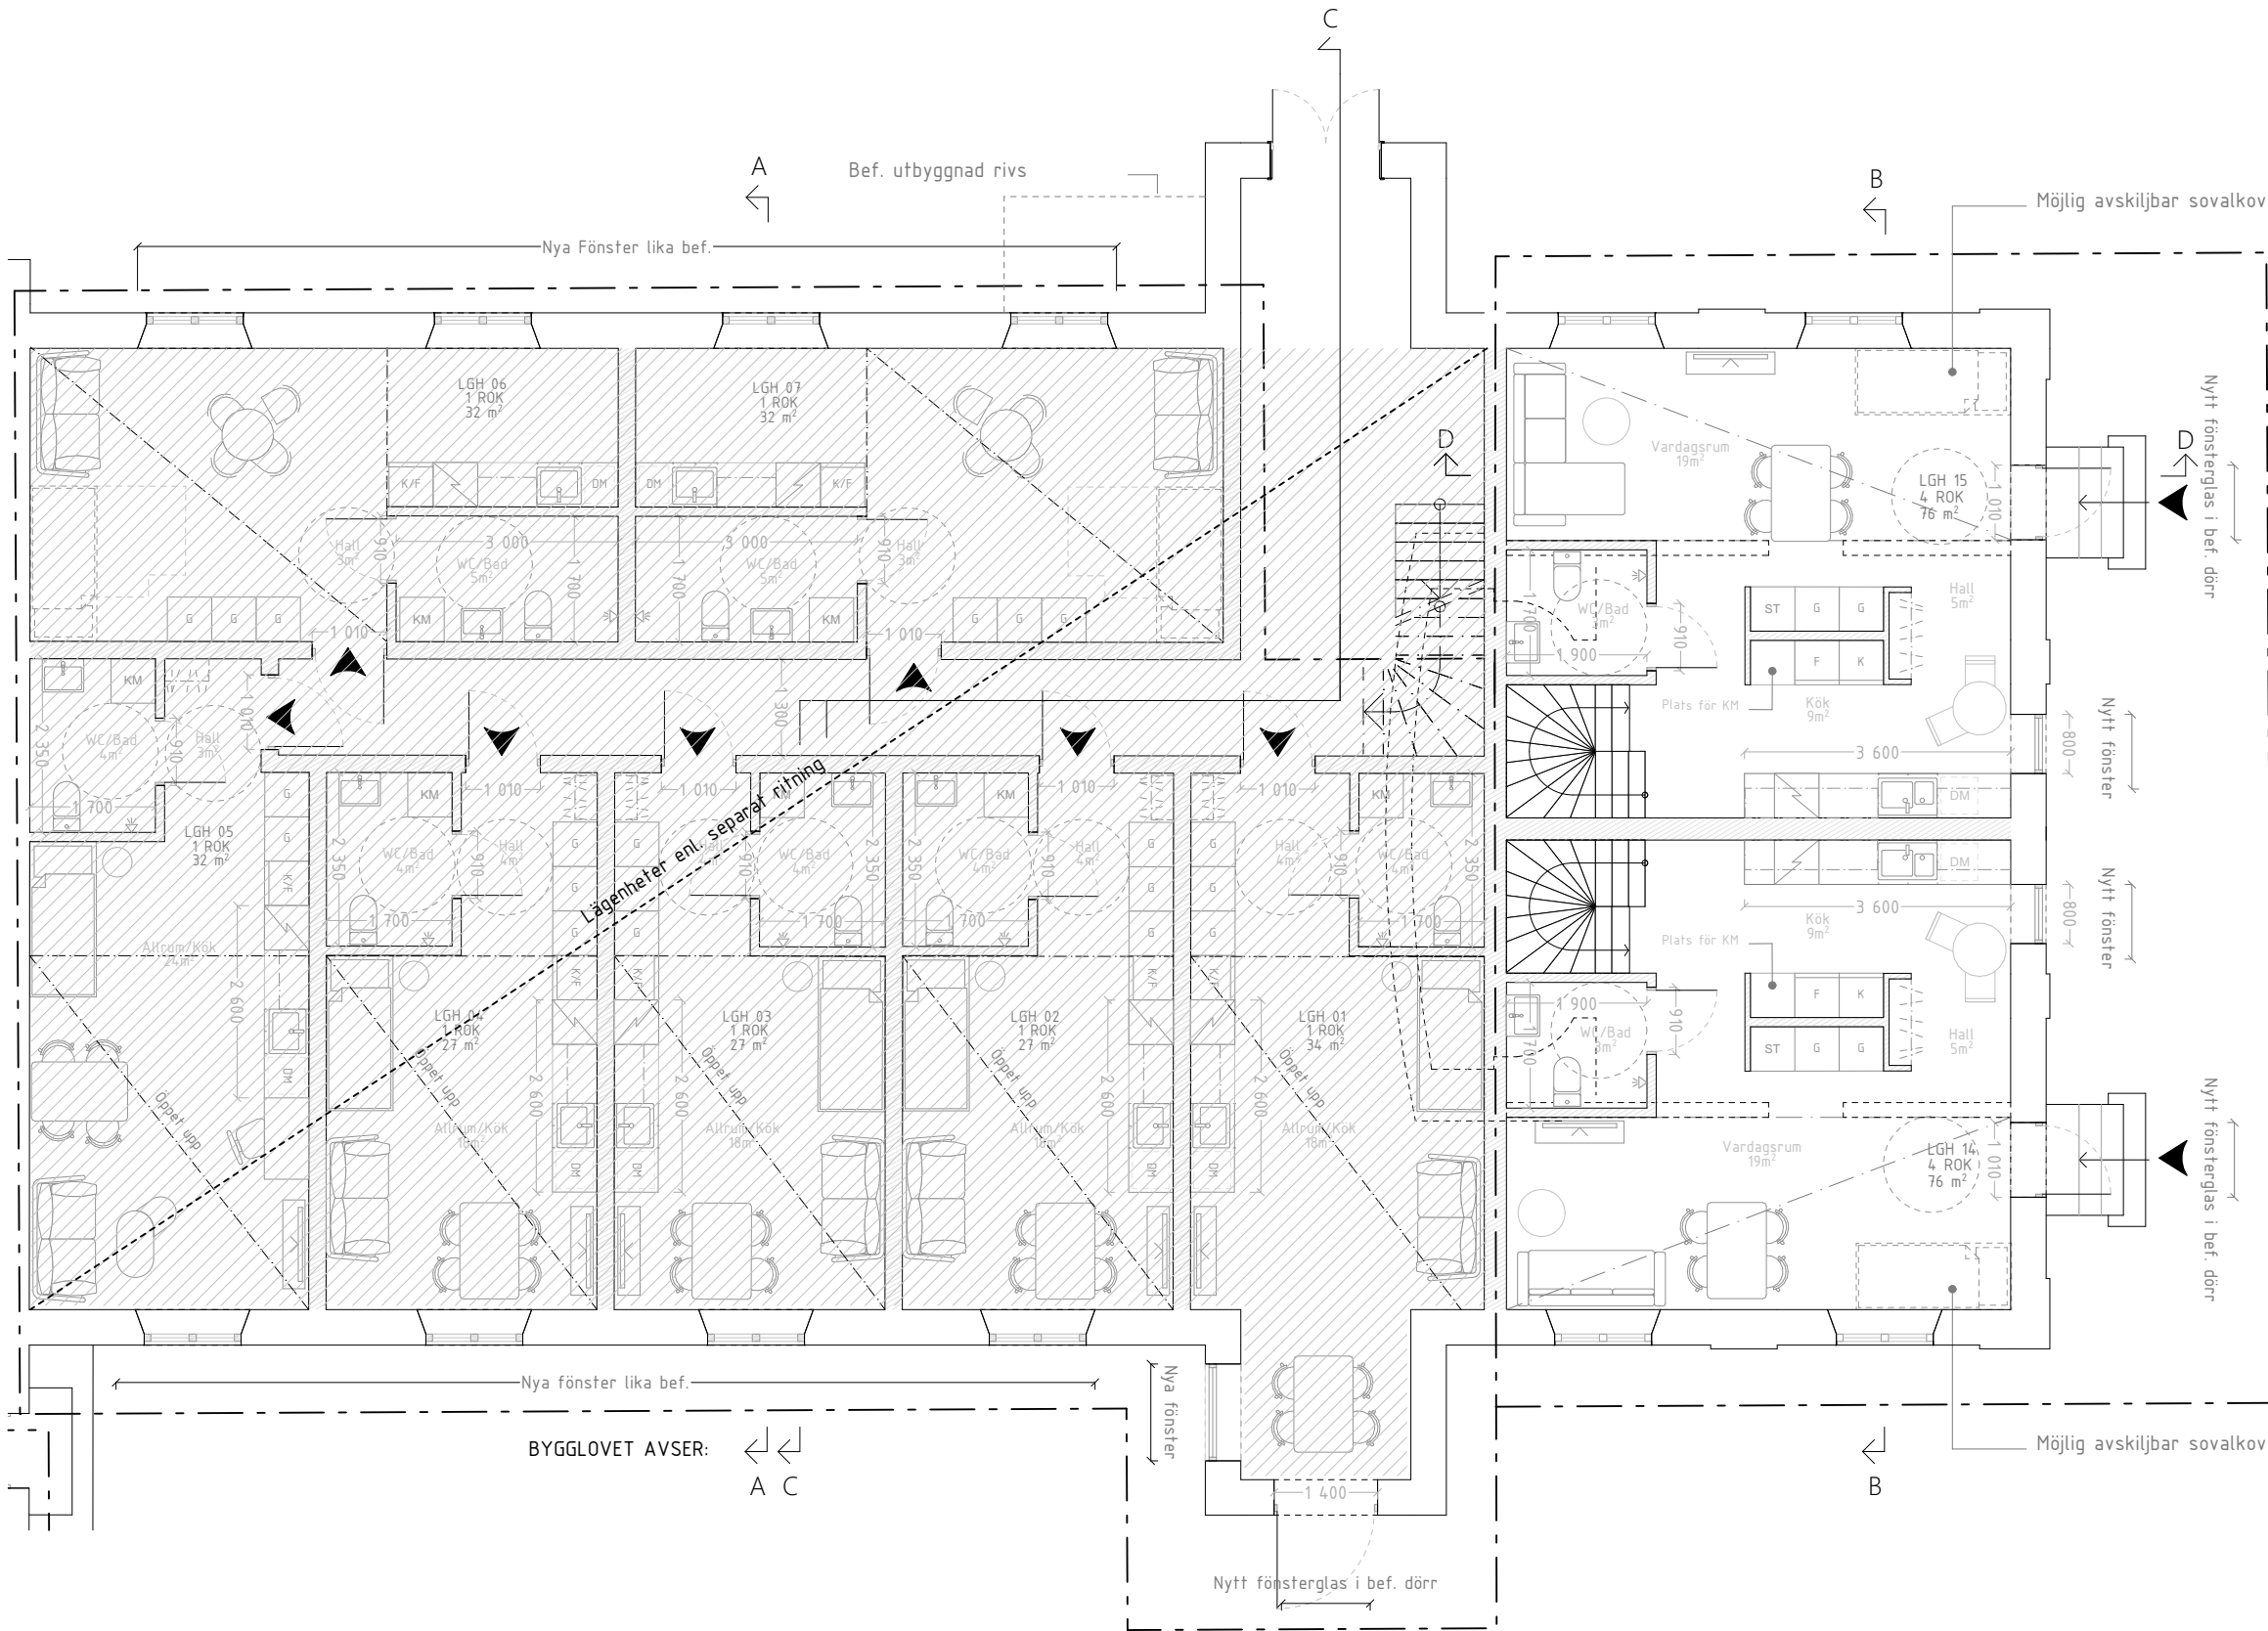 C
A
Bef. utbyggnad rivs
B
Möjlig avskiljbar sovalkov
Nya Fönster lika bef.
LGH 06
1 ROK
32 m²
LGH 07
1 ROK
32 m²
K/F
DM
DM
K/F
Hall
3m²
910
3 000
WC/Bad
5m²
1 700
1 700
3 000
WC/Bad
5m²
910
Hall
3m²
G
G
G
KM
KM
G
G
G
1 010
1 010
D
D
Vardagsrum
19m²
LGH 15
4 ROK
76 m²
1 010
Nytt fönsterglas i bef. dörr
WC/Bad
3m²
1 700
1 900
910
ST
G
G
F
K
Hall
5m²
Plats för KM
Kök
9m²
3 600
800
Nytt fönster
DM
KM
2 350
WC/Bad
4m²
1 700
910
Hall
3m²
1 010
1 300
LGH 05
1 ROK
32 m²
G
G
K/F
Allrum/Kök
24m²
2 600
DM
Öppet upp
KM
1 010
2 350
WC/Bad
4m²
910
Hall
4m²
1 700
G
G
G
K/F
LGH 04
1 ROK
27 m²
Öppet upp
2 600
Allrum/Kök
18m²
DM
Lägenheter enl. separat ritning
1 010
KM
G
G
G
Hall
4m²
910
WC/Bad
4m²
2 350
1 700
K/F
LGH 03
1 ROK
27 m²
Öppet upp
2 600
Allrum/Kök
18m²
DM
KM
1 010
2 350
WC/Bad
4m²
910
Hall
4m²
1 700
G
G
G
K/F
LGH 02
1 ROK
27 m²
Öppet upp
2 600
Allrum/Kök
18m²
DM
1 010
KM
G
G
G
Hall
4m²
910
WC/Bad
4m²
2 350
1 700
K/F
LGH 01
1 ROK
34 m²
Öppet upp
2 600
Allrum/Kök
18m²
DM
DM
3 600
Kök
9m²
800
Nytt fönster
Plats för KM
F
K
1 900
910
1 700
WC/Bad
3m²
ST
G
G
Hall
5m²
Vardagsrum
19m²
LGH 14
4 ROK
76 m²
1 010
Nytt fönsterglas i bef. dörr
Nya fönster lika bef.
Nya fönster
BYGGLOVET AVSER:
A
C
1 400
B
Möjlig avskiljbar sovalkov
Nytt fönsterglas i bef. dörr